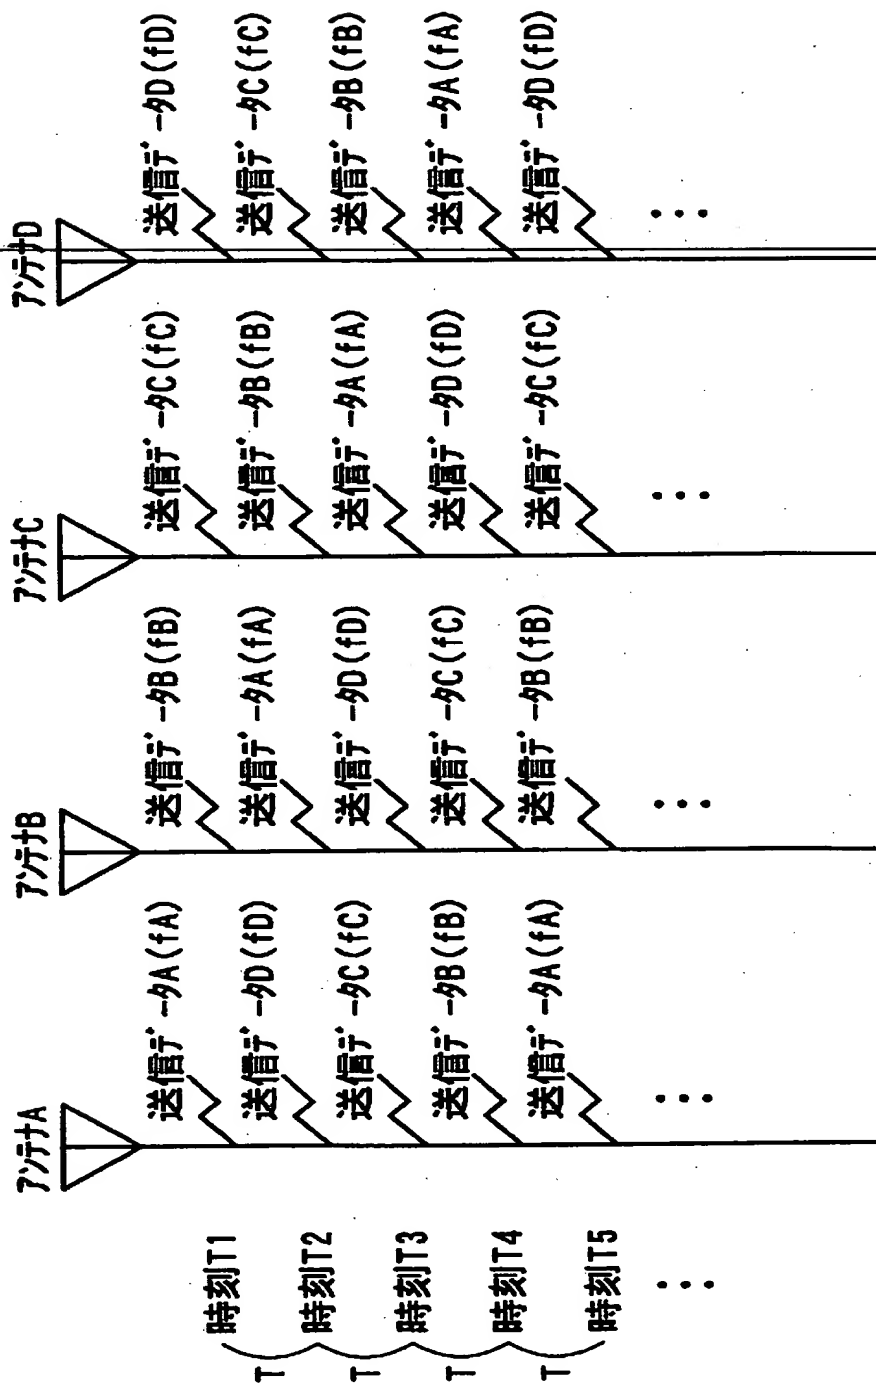 アンテナA
アンテナB
アンテナC
アンテナD
時刻T1
送信データA(fA)
送信データB(fB)
送信データC(fC)
送信データD(fD)
T
時刻T2
送信データD(fD)
送信データA(fA)
送信データB(fB)
送信データC(fC)
T
時刻T3
送信データC(fC)
送信データD(fD)
送信データA(fA)
送信データB(fB)
T
時刻T4
送信データB(fB)
送信データC(fC)
送信データD(fD)
送信データA(fA)
T
時刻T5
送信データA(fA)
送信データB(fB)
送信データC(fC)
送信データD(fD)